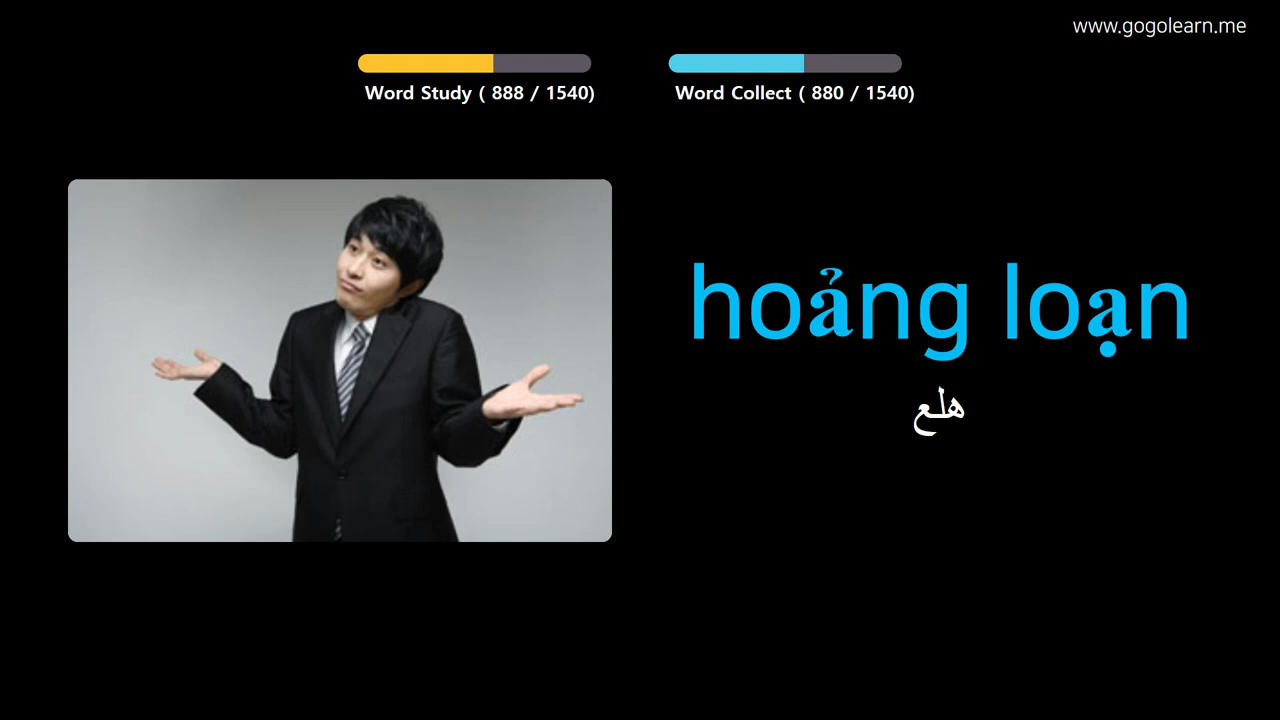 www.gogolearn.me
Word Study ( 888 / 1540)
Word Collect ( 880 / 1540)
hoảng loạn
هلع